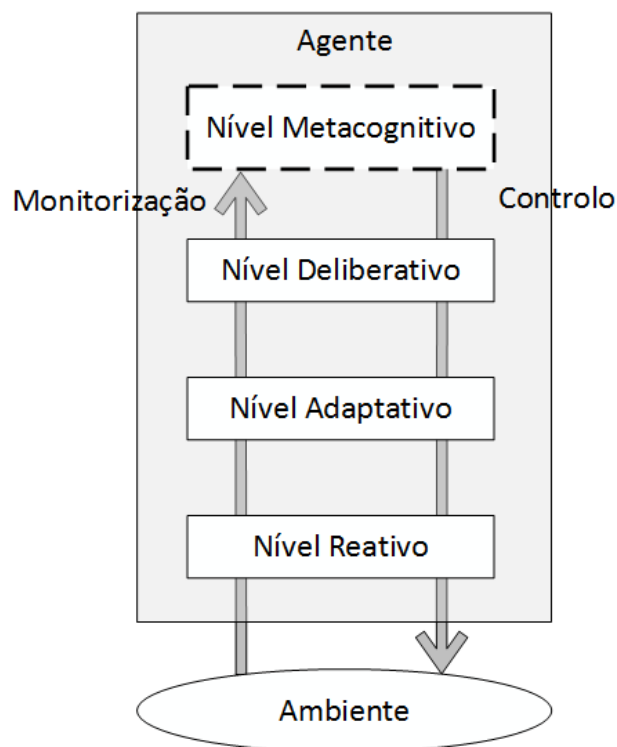 Agente
Nível Metacognitivo
Monitorização
Controlo
Nível Deliberativo
Nível Adaptativo
Nível Reativo
Ambiente